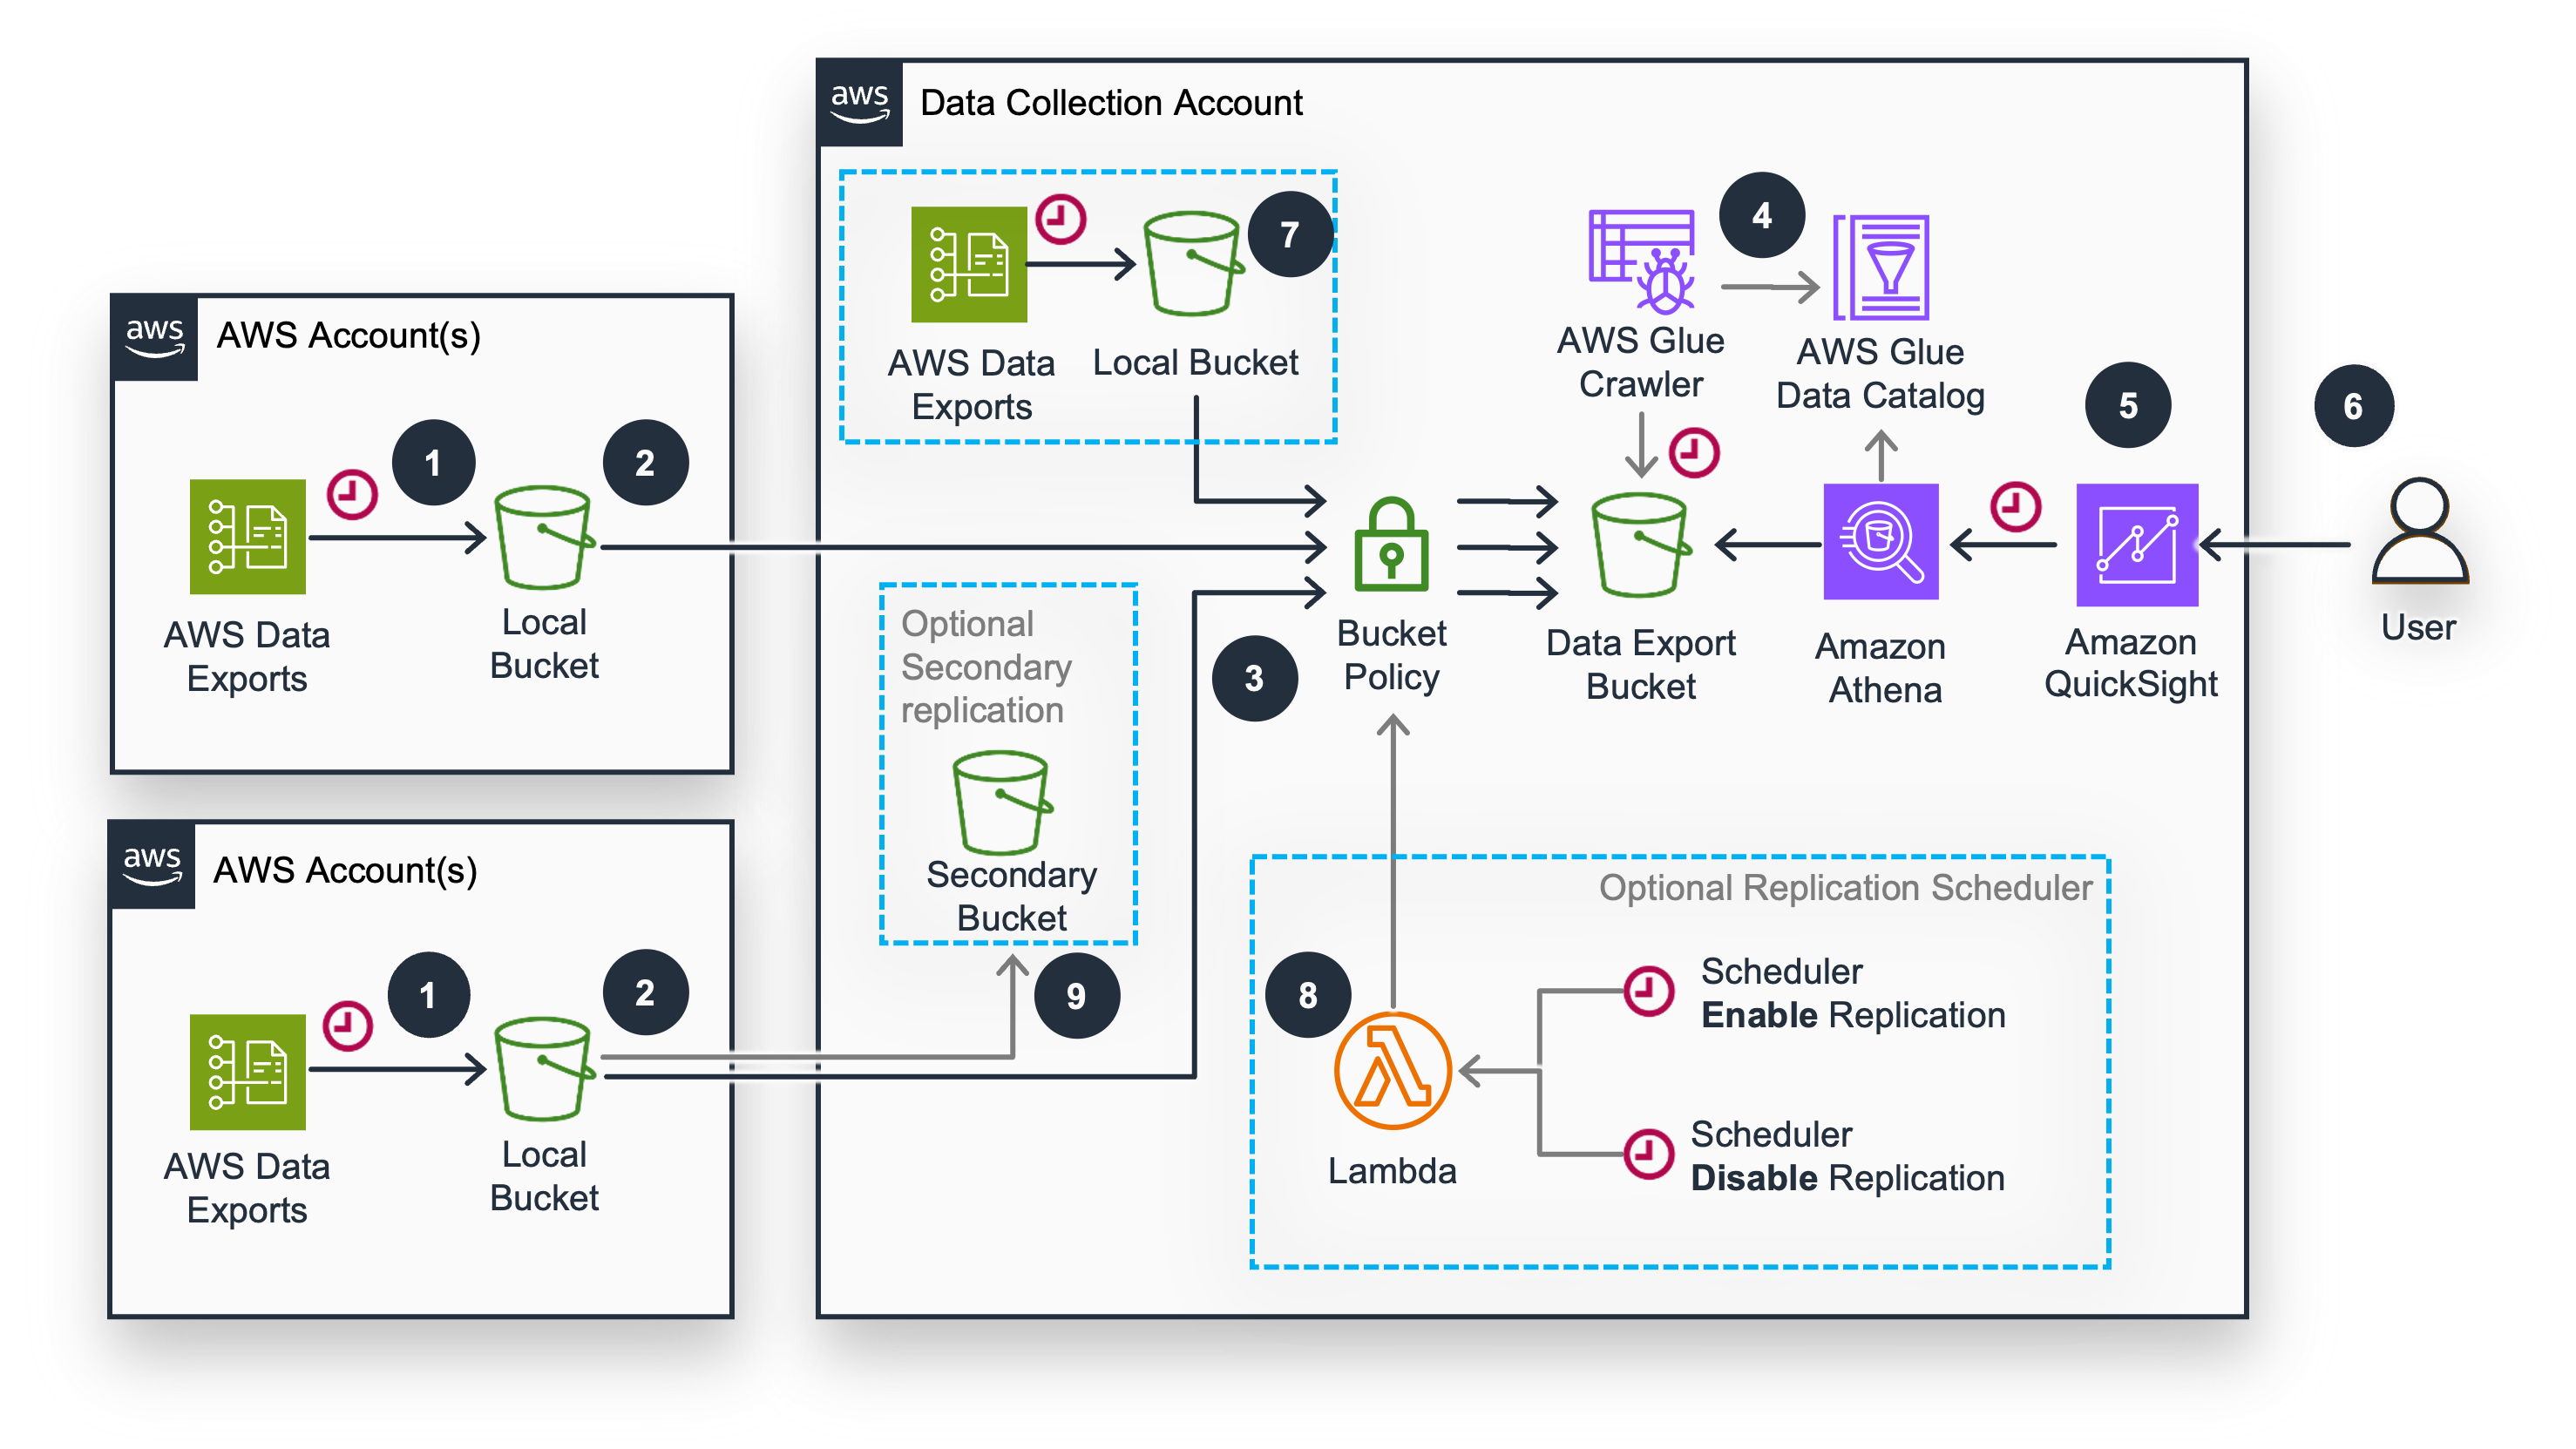 aws
Data Collection Account
7
AWS Data
Exports
Local Bucket
4
AWS Glue
Crawler
AWS Glue
Data Catalog
5
6
aws
AWS Account(s)
1
2
AWS Data
Exports
Local
Bucket
Optional
Secondary
replication
Secondary
Bucket
3
Bucket
Policy
Data Export
Bucket
Amazon
Athena
Amazon
QuickSight
User
aws
AWS Account(s)
1
2
AWS Data
Exports
Local
Bucket
9
Optional Replication Scheduler
8
Lambda
Scheduler
Enable Replication
Scheduler
Disable Replication